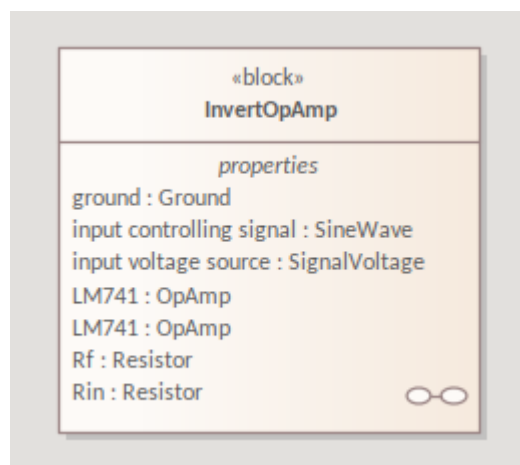 «block»
InvertOpAmp
properties
ground : Ground
input controlling signal : SineWave
input voltage source : SignalVoltage
LM741 : OpAmp
LM741 : OpAmp
Rf : Resistor
Rin : Resistor